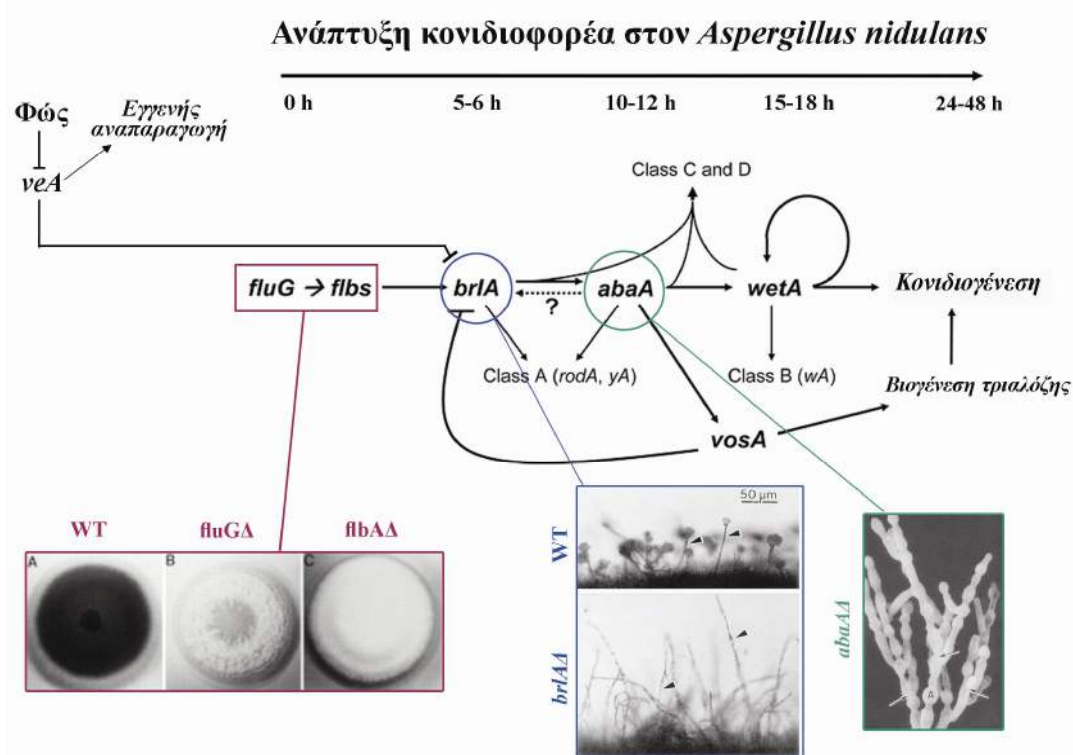 Ανάπτυξη κονιδιοφορέα στον Aspergillus nidulans
0 h 5-6 h 10-12 h 15-18 h 24-48 h
Φώς
Εγγενής
αναπαραγωγή
veA
Class C and D
fluG → flbs
brlA
abaA
wetA
Κονιδιογένεση
?
Class A (rodA, yA)
Class B (wA)
Βιογένεση τριαλόζης
vosA
WT fluGΔ flbAΔ
A B C
50 μm
WT
brlAΔ
abaAΔ
A